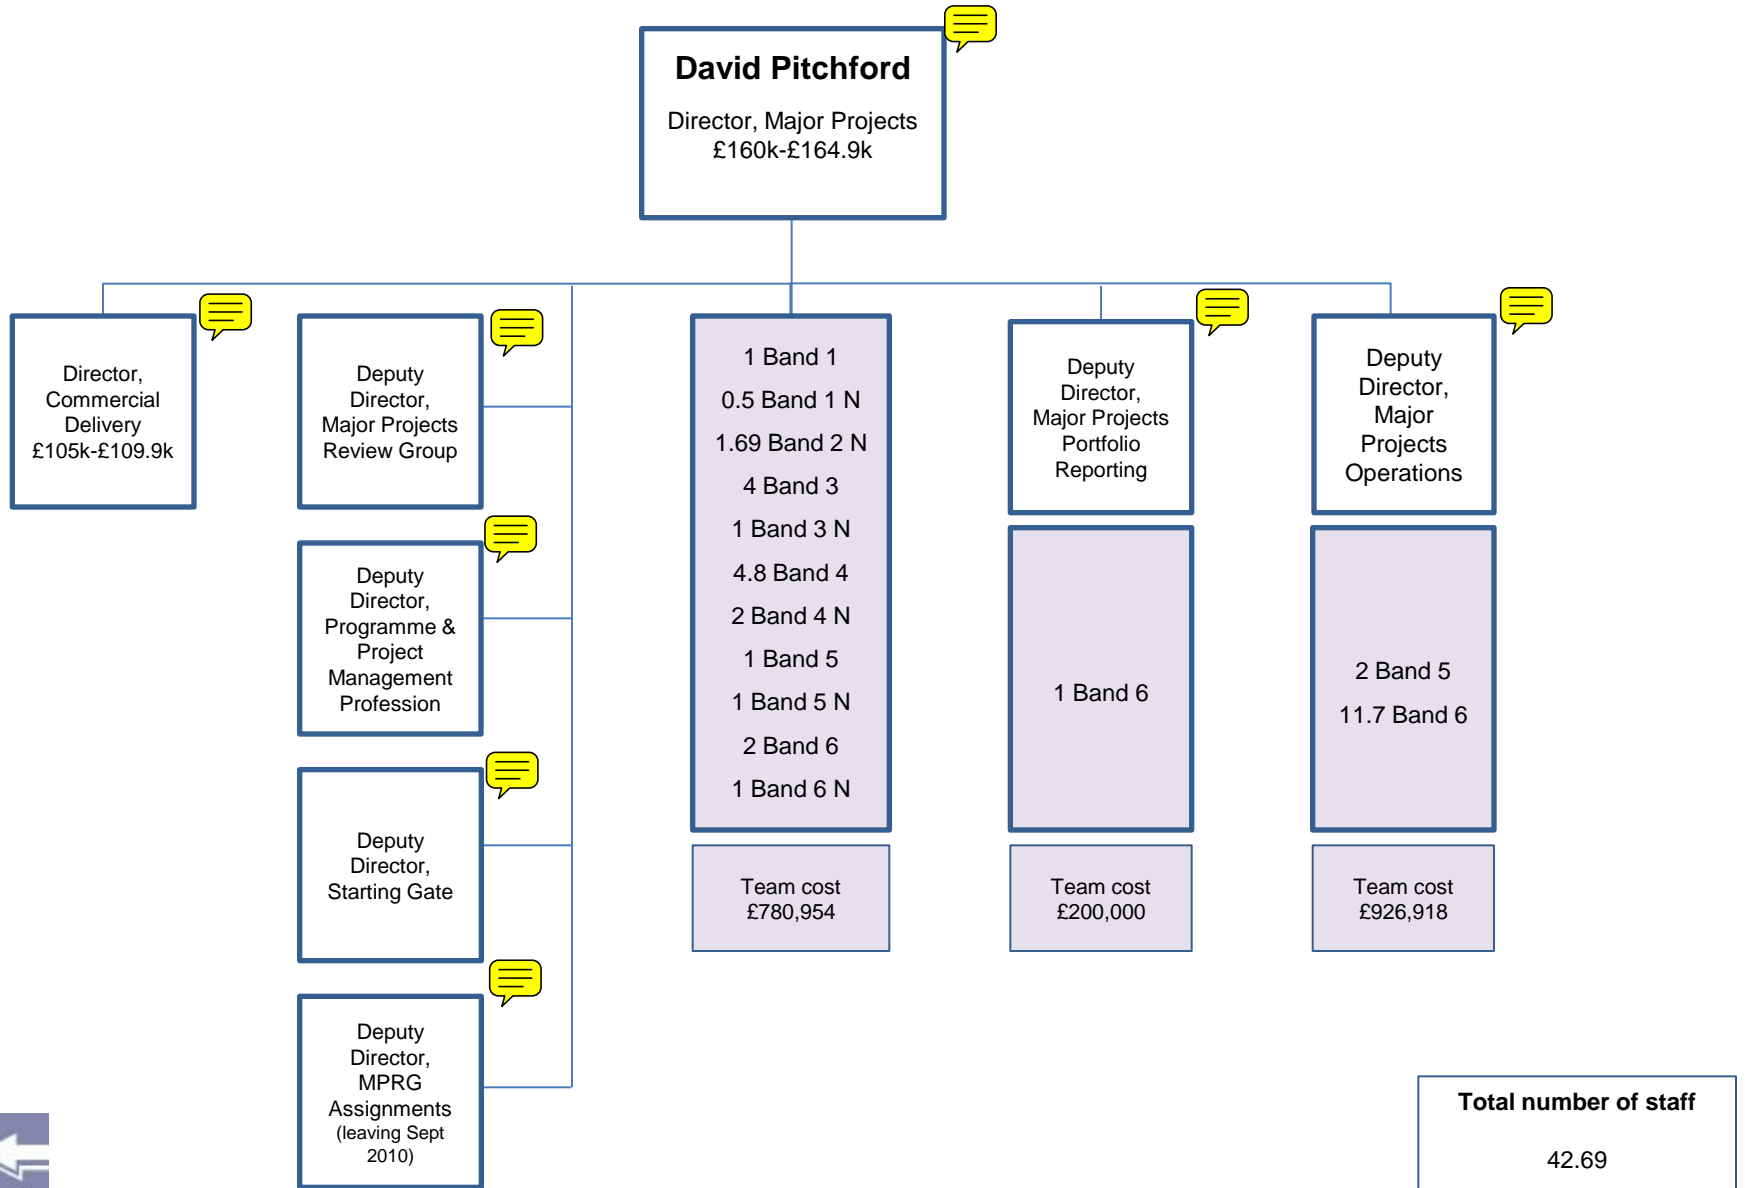 David Pitchford
Director, Major Projects
£160k-£164.9k
Director,
Commercial
Delivery
£105k-£109.9k
Deputy
Director,
Major Projects
Review Group
Deputy
Director,
Programme &
Project
Management
Profession
Deputy
Director,
Starting Gate
Deputy
Director,
MPRG
Assignments
(leaving Sept
2010)
1 Band 1
0.5 Band 1 N
1.69 Band 2 N
4 Band 3
1 Band 3 N
4.8 Band 4
2 Band 4 N
1 Band 5
1 Band 5 N
2 Band 6
1 Band 6 N
Team cost
£780,954
Deputy
Director,
Major Projects
Portfolio
Reporting
1 Band 6
Team cost
£200,000
Deputy
Director,
Major
Projects
Operations
2 Band 5
11.7 Band 6
Team cost
£926,918
Total number of staff
42.69